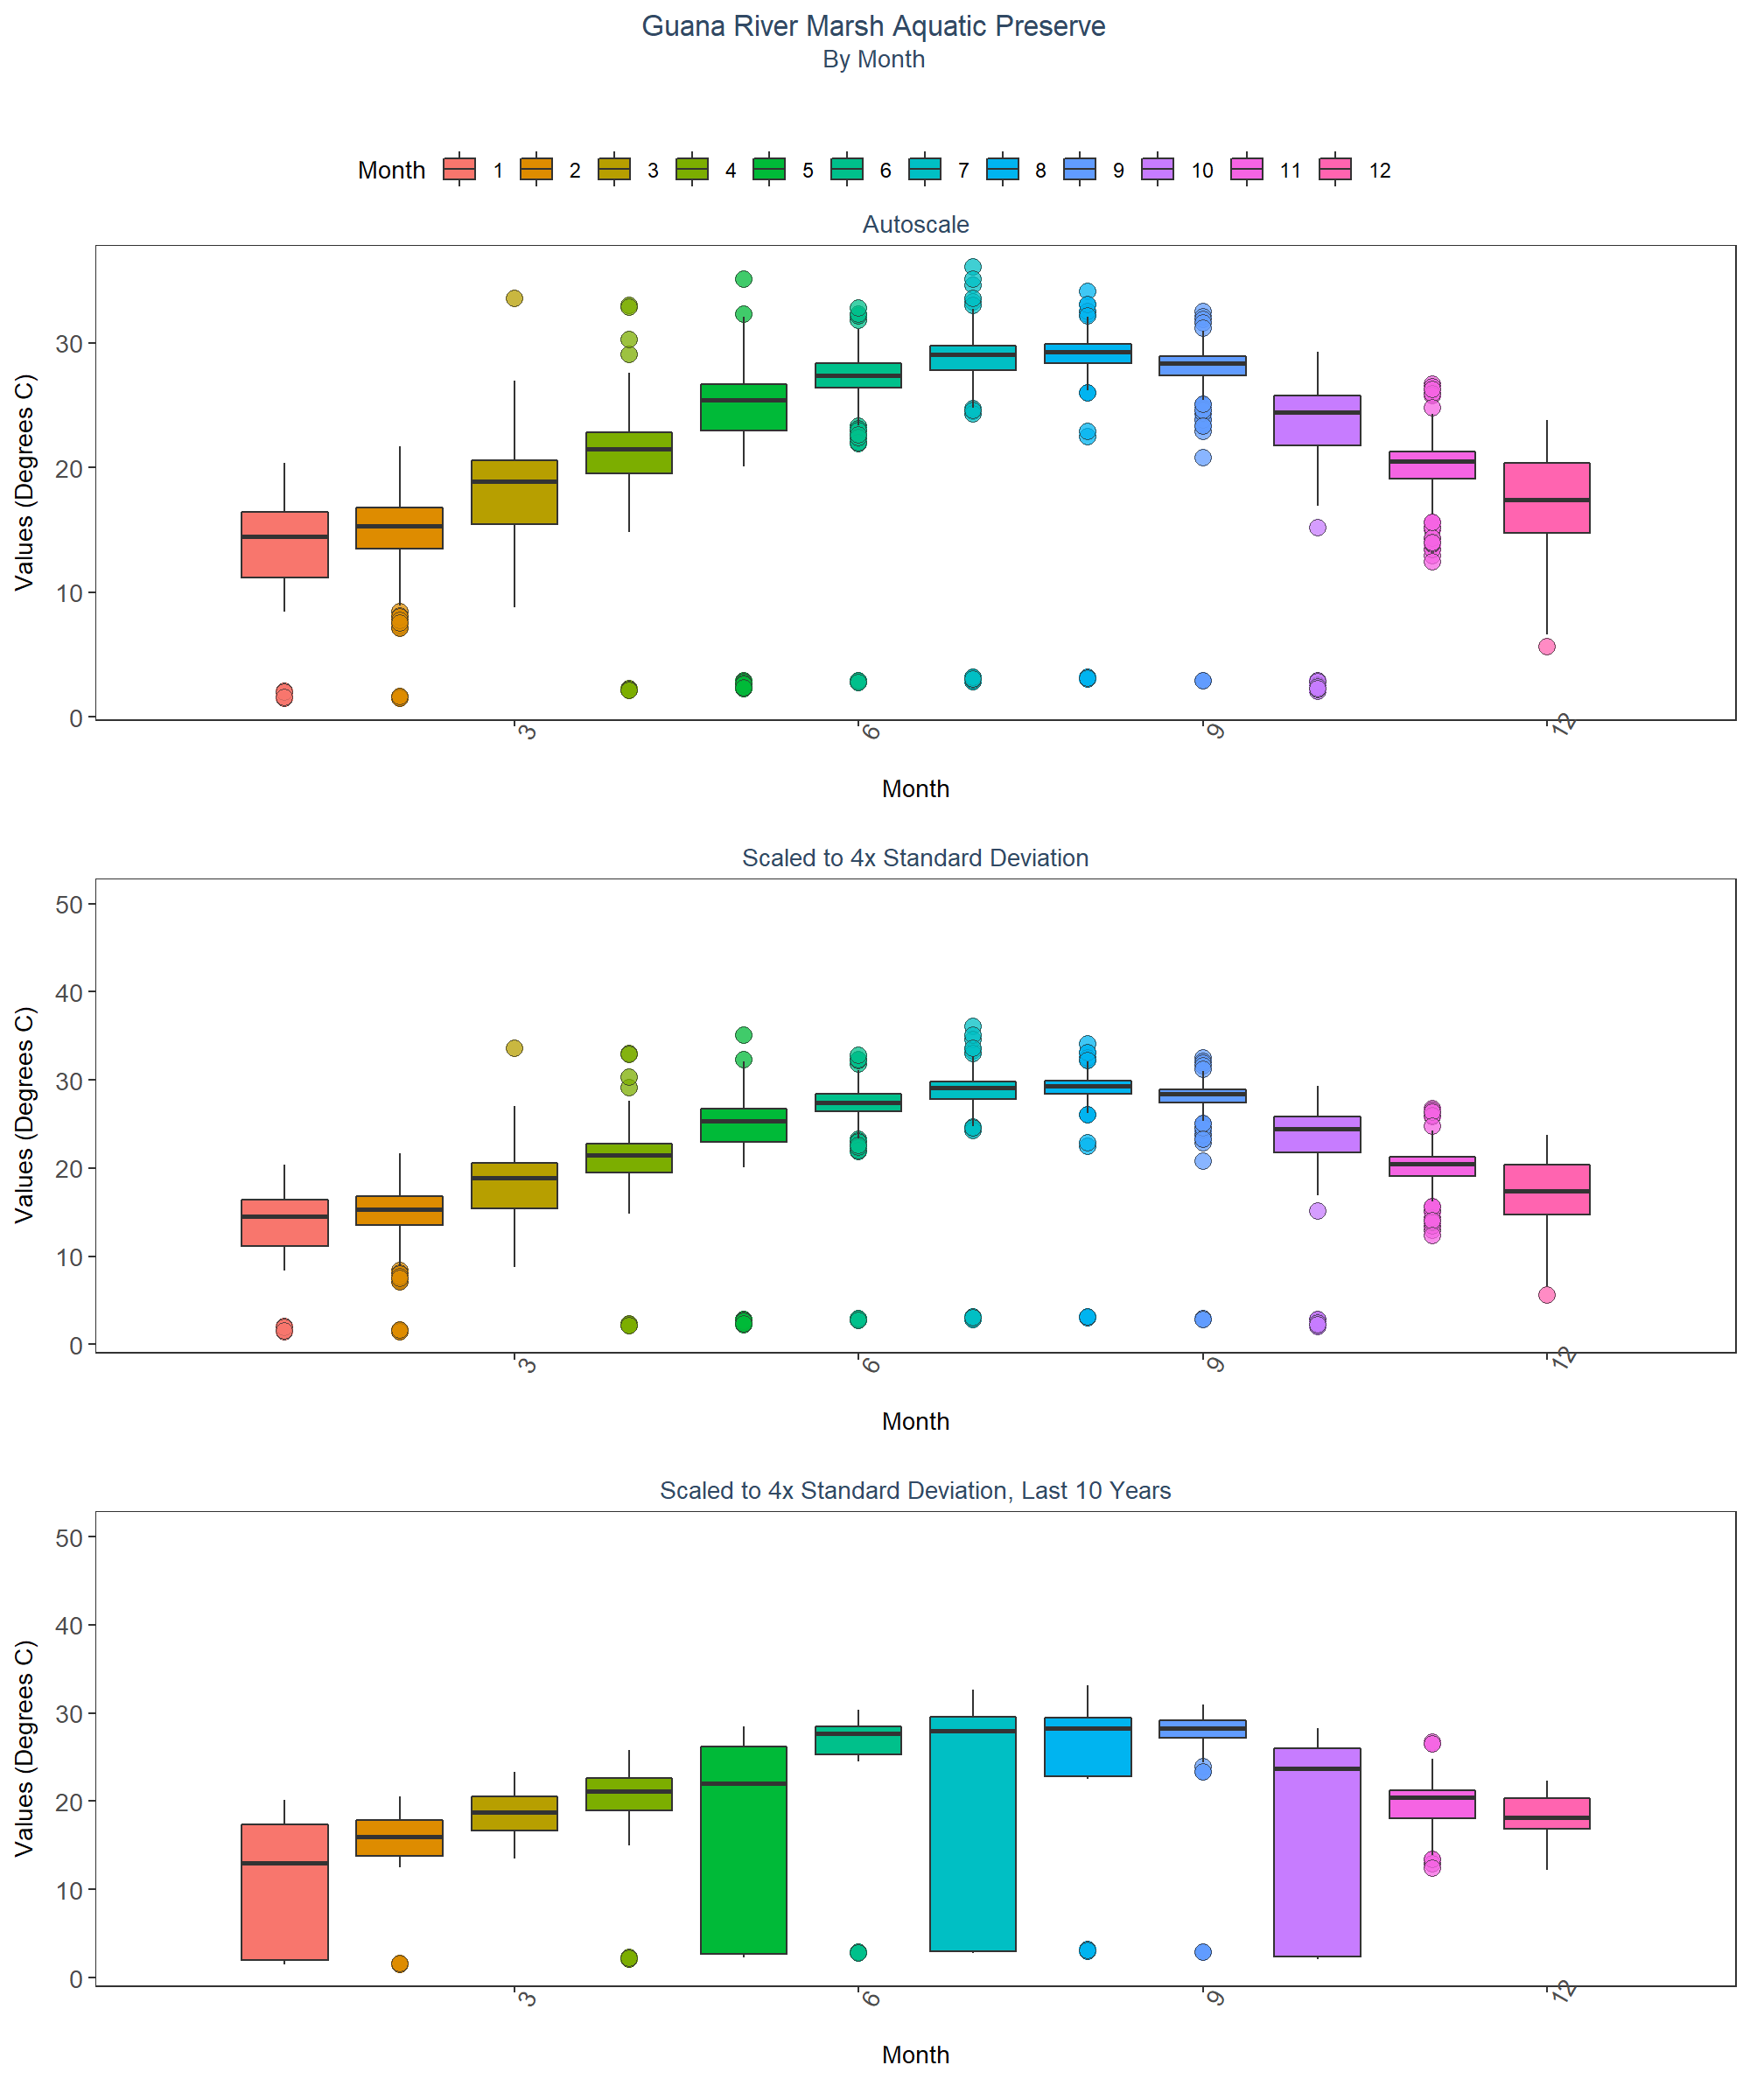 Guana River Marsh Aquatic Preserve
By Month
Month 1 2 3 4 5 6 7 8 9 10 11 12
Autoscale
Values (Degrees C)
30
20
10
0
3 6 9 12
Month
Scaled to 4x Standard Deviation
Values (Degrees C)
50
40
30
20
10
0
3 6 9 12
Month
Scaled to 4x Standard Deviation, Last 10 Years
Values (Degrees C)
50
40
30
20
10
0
3 6 9 12
Month